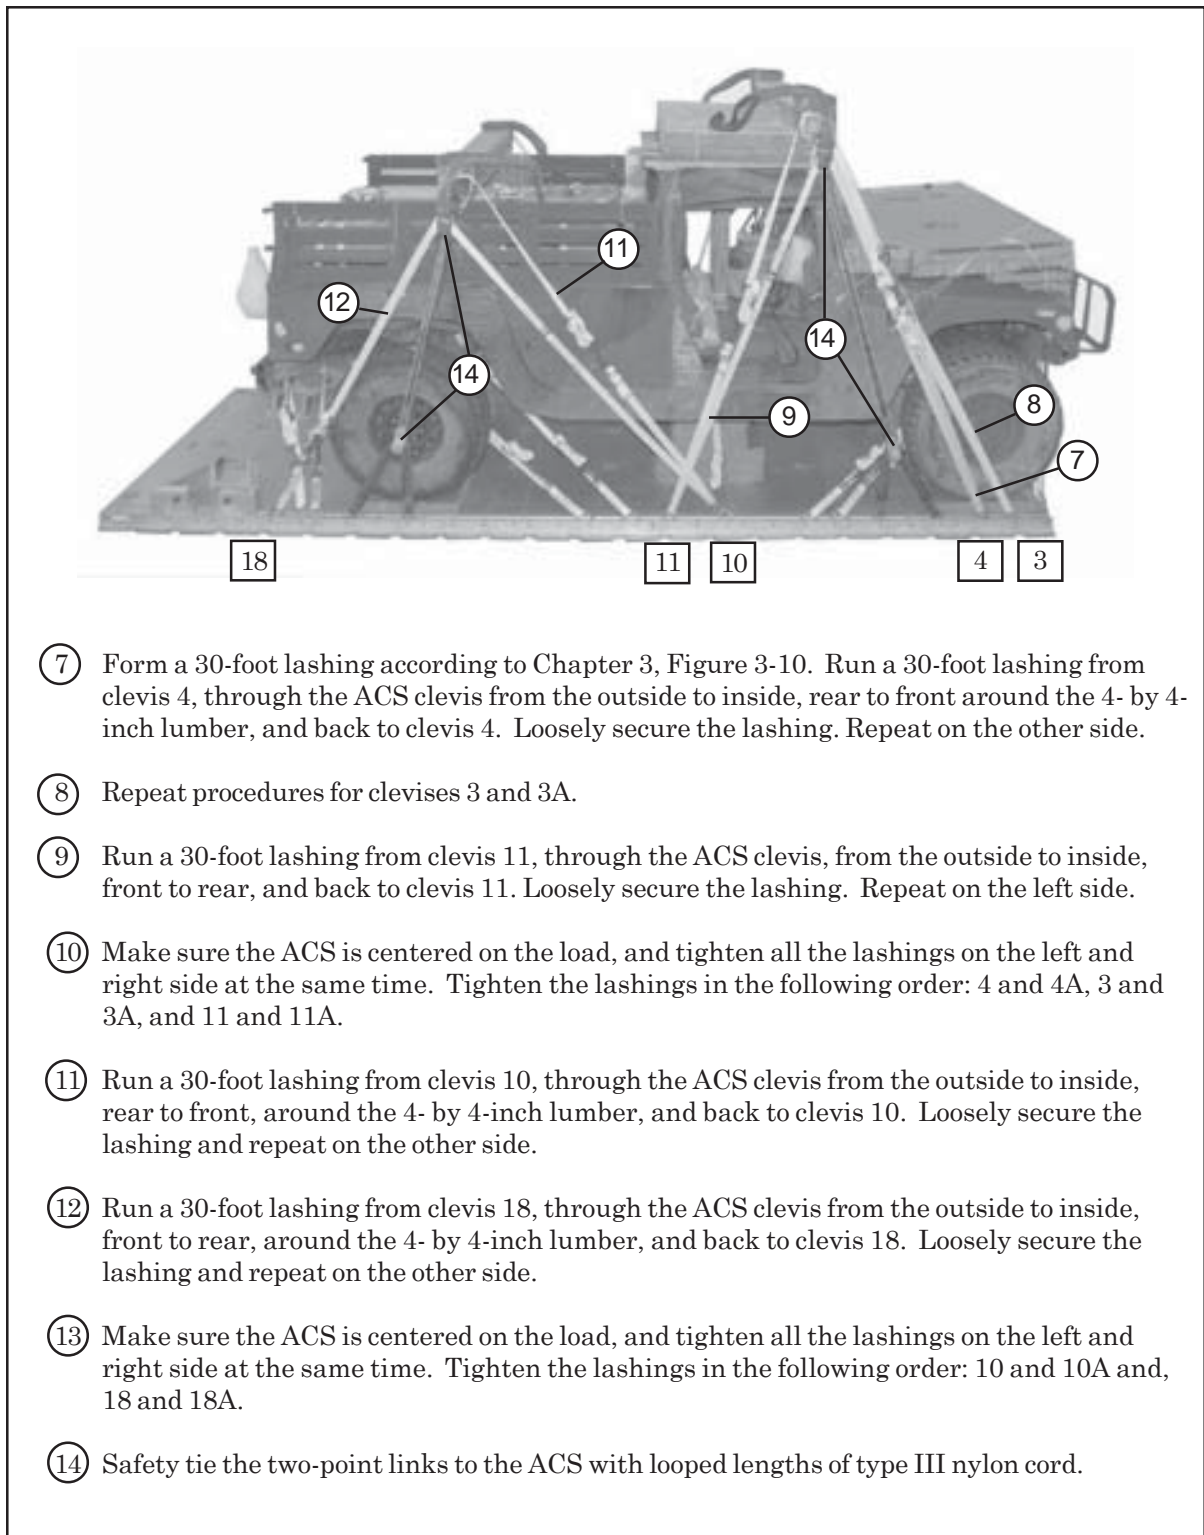 11
12
14
14
9
8
7
18
11
10
4
3
7 Form a 30-foot lashing according to Chapter 3, Figure 3-10. Run a 30-foot lashing from
clevis 4, through the ACS clevis from the outside to inside, rear to front around the 4- by 4-
inch lumber, and back to clevis 4. Loosely secure the lashing. Repeat on the other side.
8 Repeat procedures for clevises 3 and 3A.
9 Run a 30-foot lashing from clevis 11, through the ACS clevis, from the outside to inside,
front to rear, and back to clevis 11. Loosely secure the lashing. Repeat on the left side.
10 Make sure the ACS is centered on the load, and tighten all the lashings on the left and
right side at the same time. Tighten the lashings in the following order: 4 and 4A, 3 and
3A, and 11 and 11A.
11 Run a 30-foot lashing from clevis 10, through the ACS clevis from the outside to inside,
rear to front, around the 4- by 4-inch lumber, and back to clevis 10. Loosely secure the
lashing and repeat on the other side.
12 Run a 30-foot lashing from clevis 18, through the ACS clevis from the outside to inside,
front to rear, around the 4- by 4-inch lumber, and back to clevis 18. Loosely secure the
lashing and repeat on the other side.
13 Make sure the ACS is centered on the load, and tighten all the lashings on the left and
right side at the same time. Tighten the lashings in the following order: 10 and 10A and,
18 and 18A.
14 Safety tie the two-point links to the ACS with looped lengths of type III nylon cord.